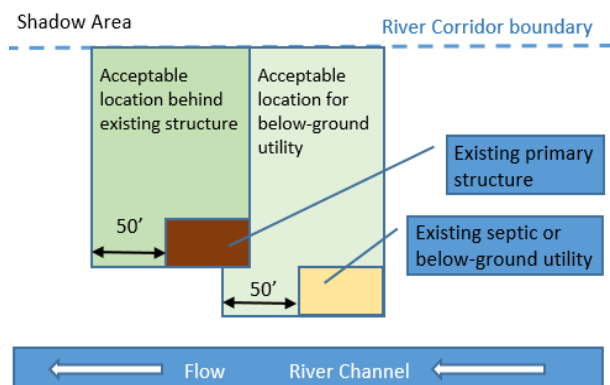 Shadow Area
River Corridor boundary
Acceptable
location behind
existing structure
Acceptable
location for
below-ground
utility
Existing primary
structure
50’
Existing septic or
below-ground utility
50’
Flow
River Channel